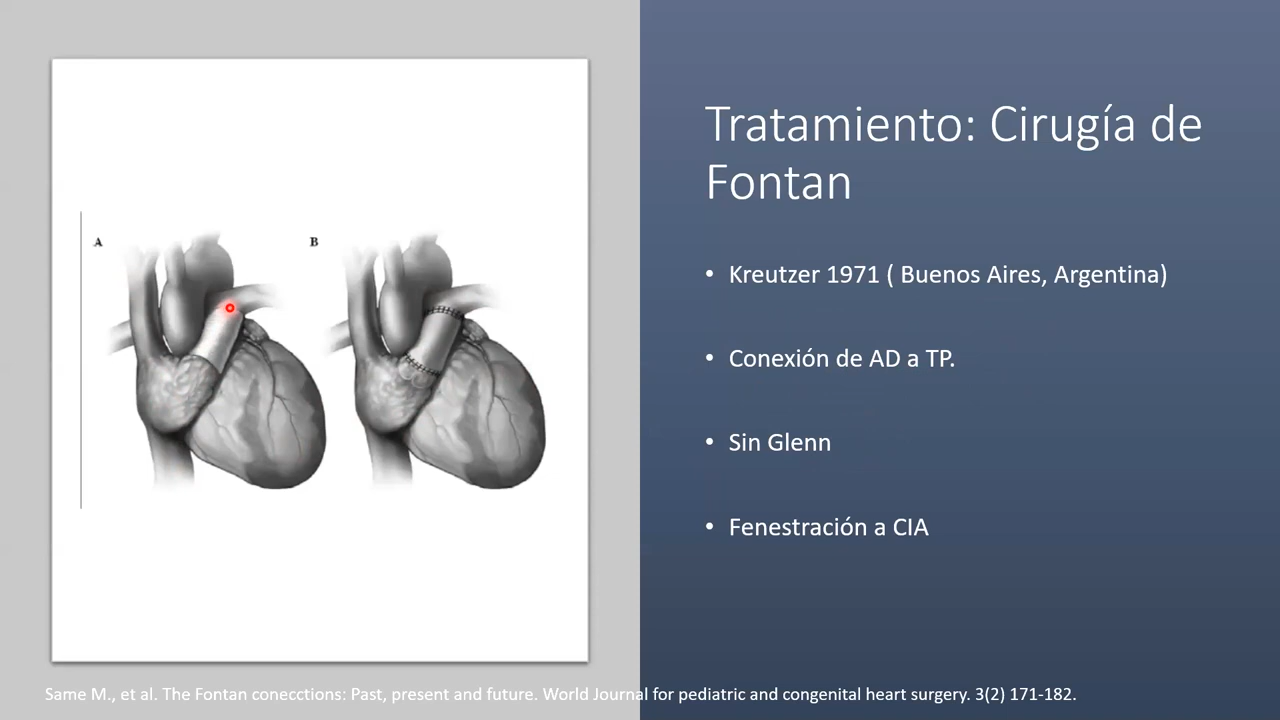 A
B
Tratamiento: Cirugía de
Fontan
• Kreutzer 1971 ( Buenos Aires, Argentina)
• Conexión de AD a TP.
• Sin Glenn
• Fenestración a CIA
Same M., et al. The Fontan conecctions: Past, present and future. World Journal for pediatric and congenital heart surgery. 3(2) 171-182.